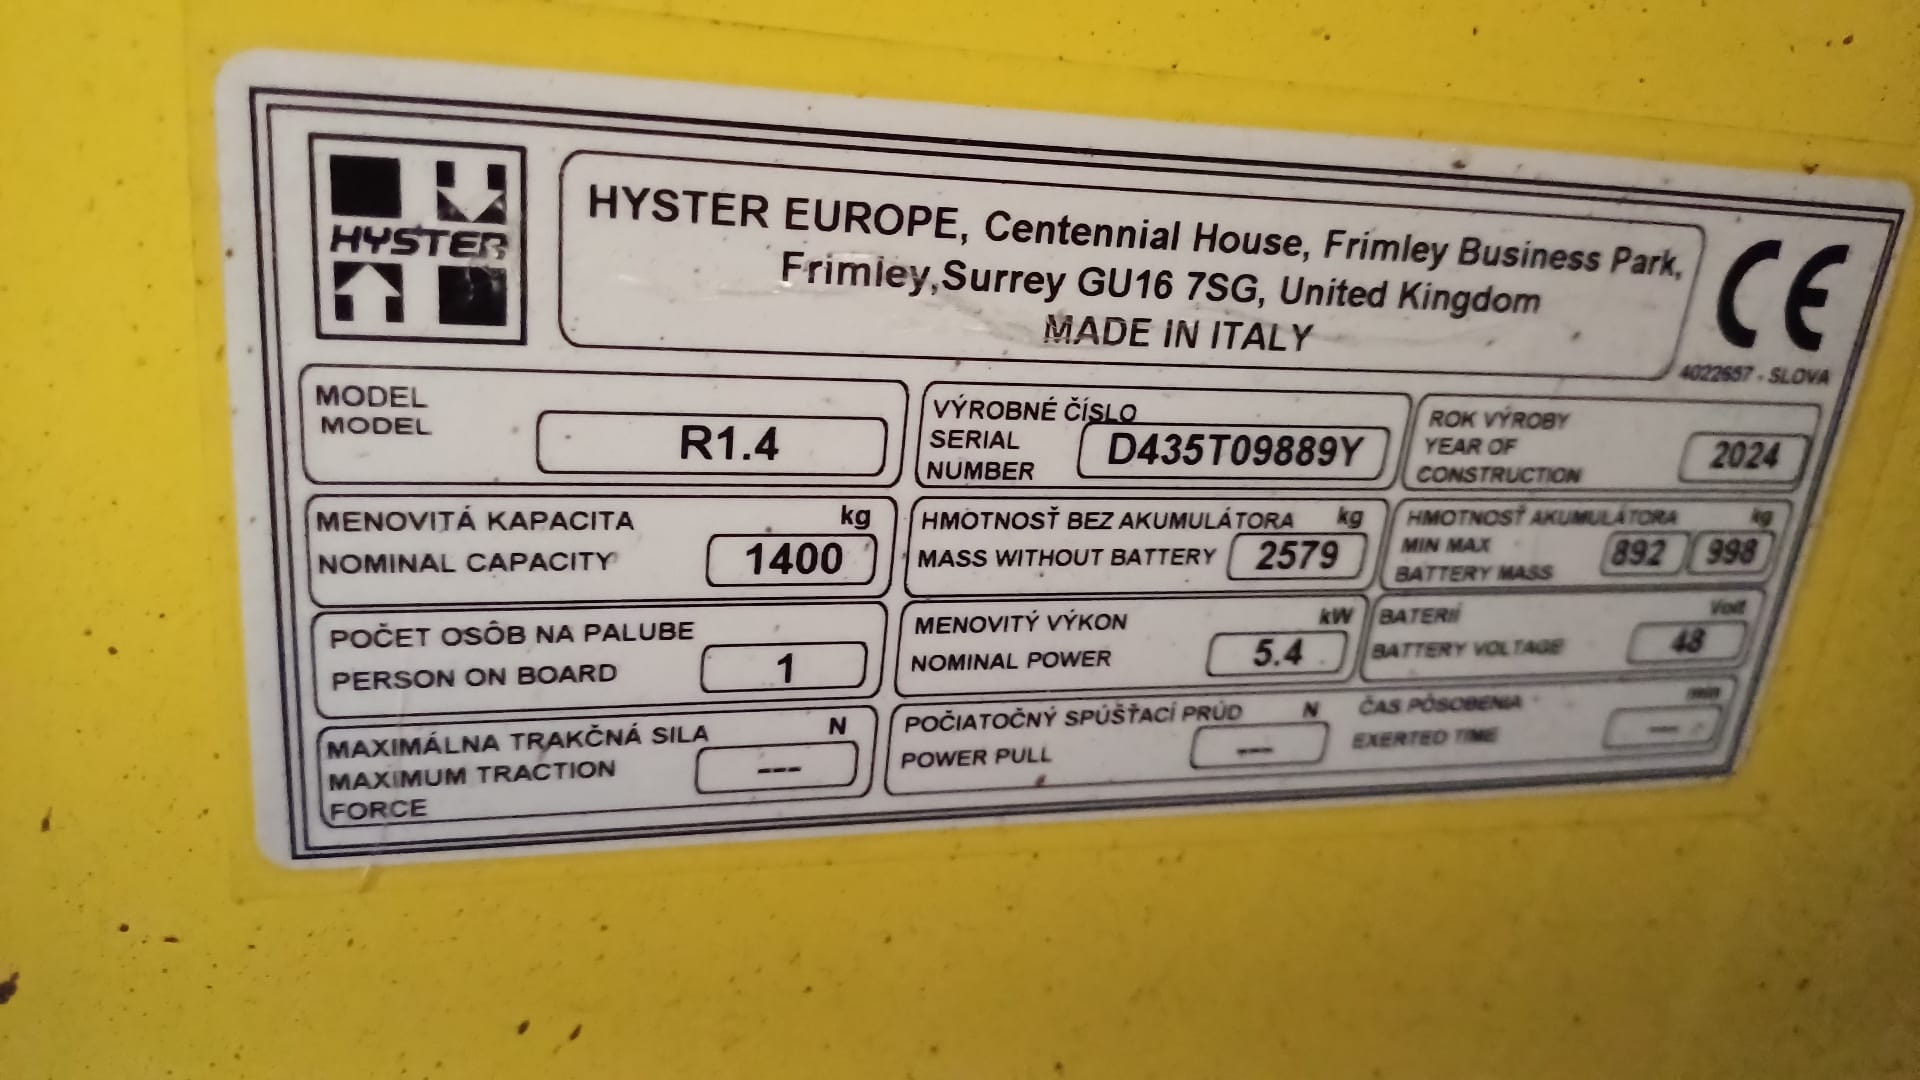 HYSTER
HYSTER EUROPE, Centennial House, Frimley Business Park,
Frimley,Surrey GU16 7SG, United Kingdom
MADE IN ITALY
CE
4022657 - SLOVA
MODEL
MODEL
R1.4
VÝROBNÉ ČÍSLO
SERIAL
NUMBER
D435T09889Y
ROK VÝROBY
YEAR OF
CONSTRUCTION
2024
MENOVITÁ KAPACITA kg
NOMINAL CAPACITY 1400
HMOTNOSŤ BEZ AKUMULÁTORA kg
MASS WITHOUT BATTERY 2579
HMOTNOSŤ AKUMULÁTORA kg
MIN MAX 892 998
BATTERY MASS
POČET OSÔB NA PALUBE
PERSON ON BOARD 1
MENOVITÝ VÝKON kW
NOMINAL POWER 5.4
BATERIÍ Volt
BATTERY VOLTAGE 48
MAXIMÁLNA TRAKČNÁ SILA N
MAXIMUM TRACTION ---
FORCE
POČIATOČNÝ SPÚŠŤACÍ PRÚD N
POWER PULL ---
ČAS PÔSOBENIA min
EXERTED TIME ---